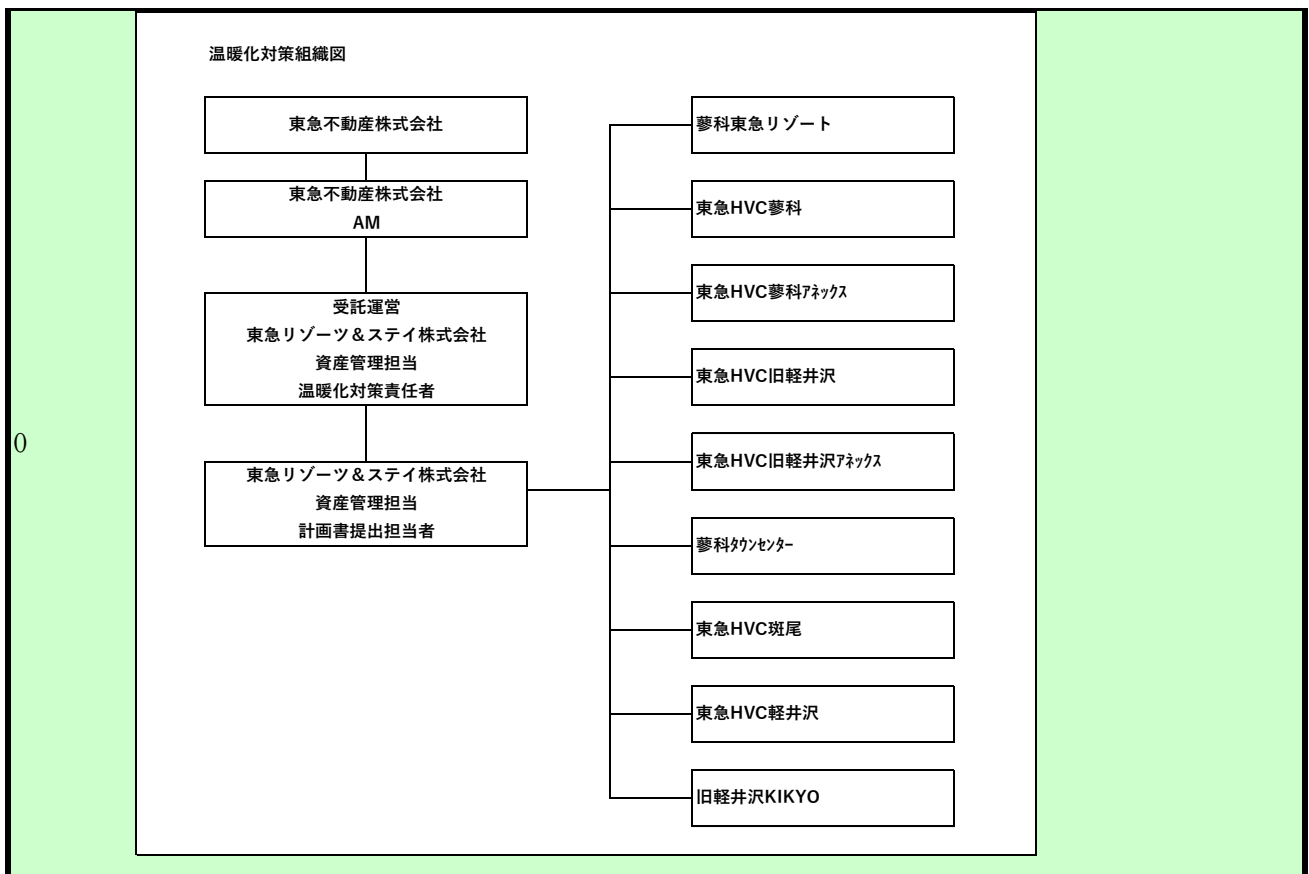 温暖化対策組織図
東急不動産株式会社
東急不動産株式会社
AM
受託運営
東急リゾーツ＆ステイ株式会社
資産管理担当
温暖化対策責任者
東急リゾーツ＆ステイ株式会社
資産管理担当
計画書提出担当者
蓼科東急リゾート
東急HVC蓼科
東急HVC蓼科ｱﾈｯｸｽ
東急HVC旧軽井沢
東急HVC旧軽井沢ｱﾈｯｸｽ
蓼科ﾀｳﾝｾﾝﾀｰ
東急HVC斑尾
東急HVC軽井沢
旧軽井沢KIKYO
0